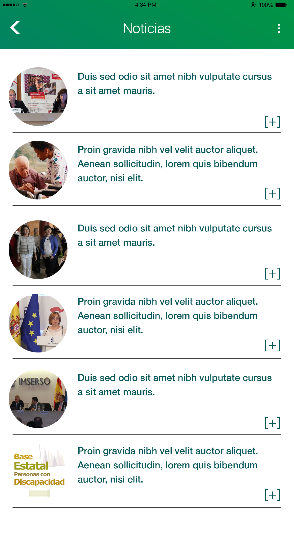 4:34 PM
100%
Noticias
Duis sed odio sit amet nibh vulputate cursus
a sit amet mauris.
[+]
Proin gravida nibh vel velit auctor aliquet.
Aenean sollicitudin, lorem quis bibendum
auctor, nisi elit.
[+]
Duis sed odio sit amet nibh vulputate cursus
a sit amet mauris.
[+]
Proin gravida nibh vel velit auctor aliquet.
Aenean sollicitudin, lorem quis bibendum
auctor, nisi elit.
[+]
IMSERSO
Duis sed odio sit amet nibh vulputate cursus
a sit amet mauris.
[+]
Base
Estatal
Personas con
Discapacidad
Proin gravida nibh vel velit auctor aliquet.
Aenean sollicitudin, lorem quis bibendum
auctor, nisi elit.
[+]